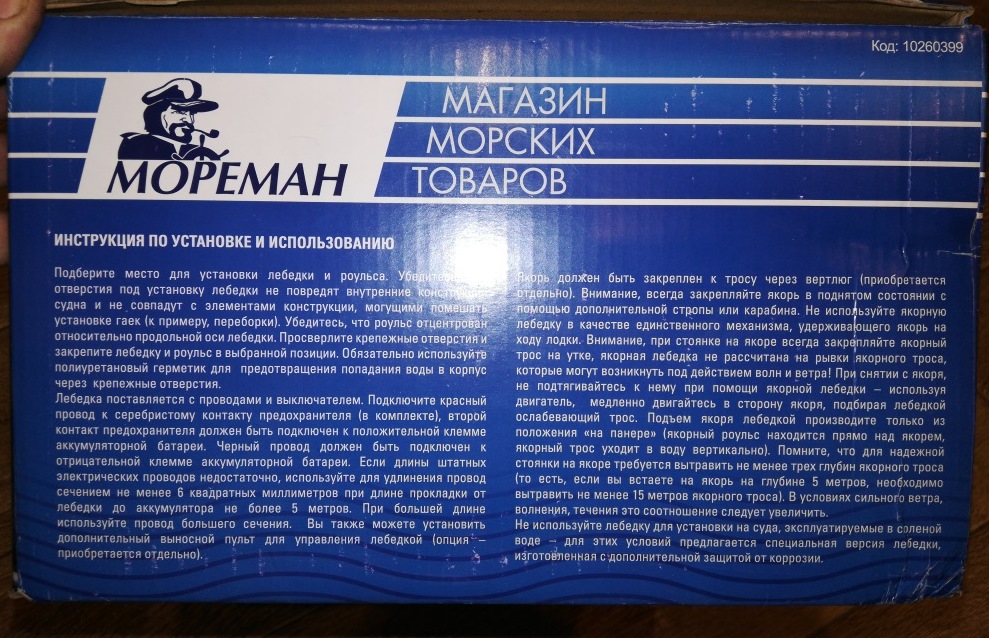 Код: 10260399
МОРЕМАН
МАГАЗИН
МОРСКИХ
ТОВАРОВ
ИНСТРУКЦИЯ ПО УСТАНОВКЕ И ИСПОЛЬЗОВАНИЮ
Подберите место для установки лебедки и роульса.
отверстия под установку лебедки не повредят внутренние
судна и не совпадут с элементами конструкции, могущими помешать
установке гаек (к примеру, переборки). Убедитесь, что роульс отцентрован
относительно продольной оси лебедки. Просверлите крепежные отверстия и
закрепите лебедку и роульс в выбранной позиции. Обязательно используйте
полиуретановый герметик для предотвращения попадания воды в корпус
через крепежные отверстия.
Лебедка поставляется с проводами и выключателем. Подключите красный
провод к серебристому контакту предохранителя (в комплекте), второй
контакт предохранителя должен быть подключен к положительной клемме
аккумуляторной батареи. Черный провод должен быть подключен к
отрицательной клемме аккумуляторной батареи. Если длины штатных
электрических проводов недостаточно, используйте для удлинения провод
сечением не менее 6 квадратных миллиметров при длине прокладки от
лебедки до аккумулятора не более 5 метров. При большей длине
используйте провод большего сечения. Вы также можете установить
дополнительный выносной пульт для управления лебедкой (опция –
приобретается отдельно).
Якорь должен быть закреплен к тросу через вертлюг (приобретается
отдельно). Внимание, всегда закрепляйте якорь в поднятом состоянии с
помощью дополнительной стропы или карабина. Не используйте якорную
лебедку в качестве единственного механизма, удерживающего якорь на
ходу лодки. Внимание, при стоянке на якоре всегда закрепляйте якорный
трос на утке, якорная лебедка не рассчитана на рывки якорного троса,
которые могут возникнуть под действием волн и ветра! При снятии с якоря,
не подтягивайтесь к нему при помощи якорной лебедки – используя
двигатель, медленно двигайтесь в сторону якоря, подбирая лебедкой
ослабевающий трос. Подъем якоря лебедкой производите только из
положения «на панере» (якорный роульс находится прямо над якорем,
якорный трос уходит в воду вертикально). Помните, что для надежной
стоянки на якоре требуется вытравить не менее трех глубин якорного троса
(то есть, если вы встаете на якорь на глубине 5 метров, необходимо
вытравить не менее 15 метров якорного троса). В условиях сильного ветра,
волнения, течения это соотношение следует увеличить.
Не используйте лебедку для установки на суда, эксплуатируемые в соленой
воде – для этих условий предлагается специальная версия лебедки,
изготовленная с дополнительной защитой от коррозии.